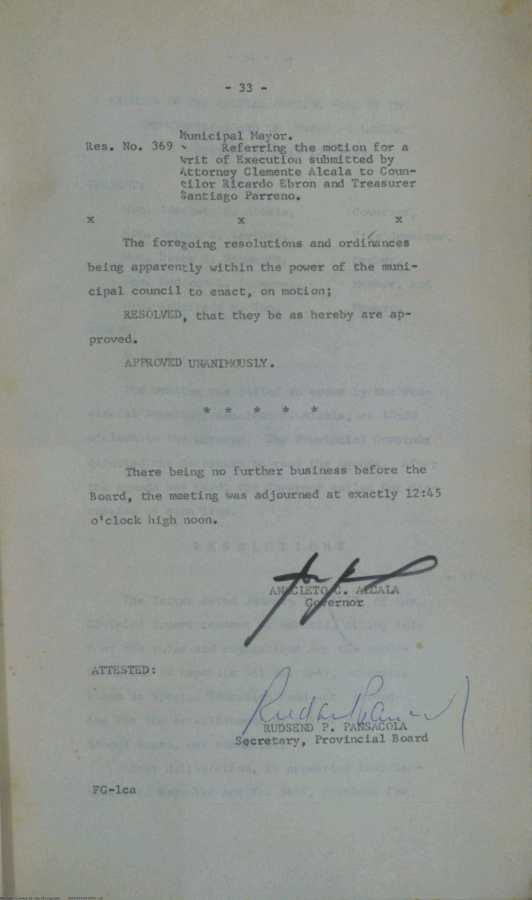 - 33 -
Municipal Mayor.
Res. No. 369 - Referring the motion for a
writ of Execution submitted by
Attorney Clemente Alcala to Coun-
cilor Ricardo Ebron and Treasurer
Santiago Parreno.
x x x
The foregoing resolutions and ordinances
being apparently within the power of the muni-
cipal council to enact, on motion;
RESOLVED, that they be as hereby are ap-
proved.
APPROVED UNANIMOUSLY.
* * * * *
There being no further business before the
Board, the meeting was adjourned at exactly 12:45
o'clock high noon.
ANACLETO C. ALCALA
Governor
ATTESTED:
RUDSEND P. PANSACOLA
Secretary, Provincial Board
FG-lca